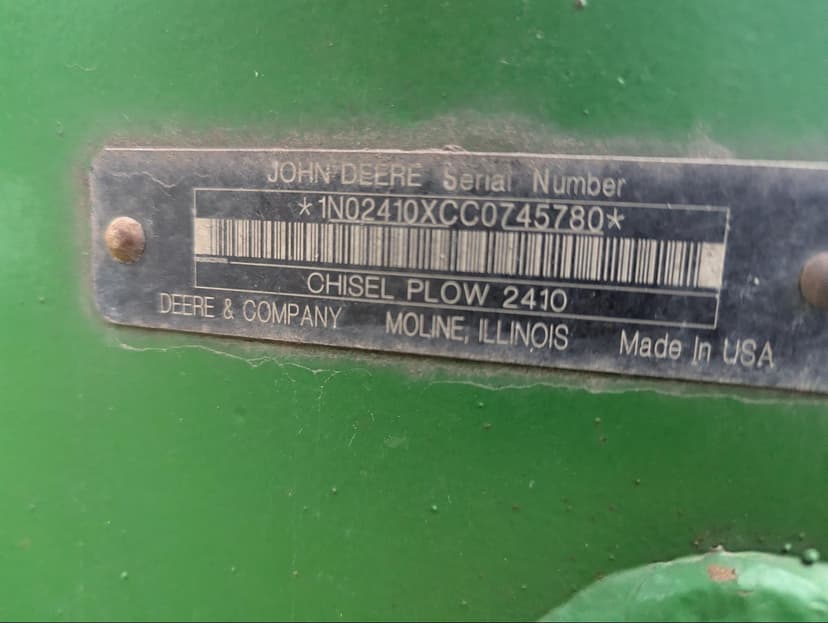 JOHN DEERE Serial Number
*1N02410XCC0745780*
CHISEL PLOW 2410
DEERE & COMPANY MOLINE, ILLINOIS Made In USA